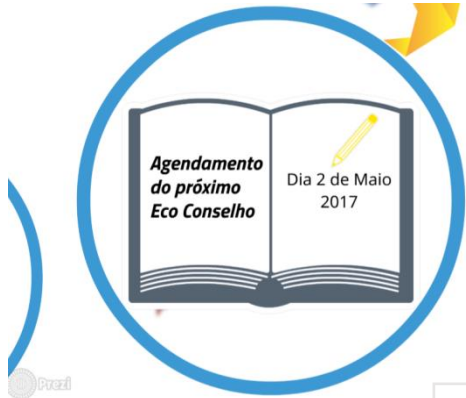 Agendamento
do próximo
Eco Conselho
Dia 2 de Maio
2017
Prezi